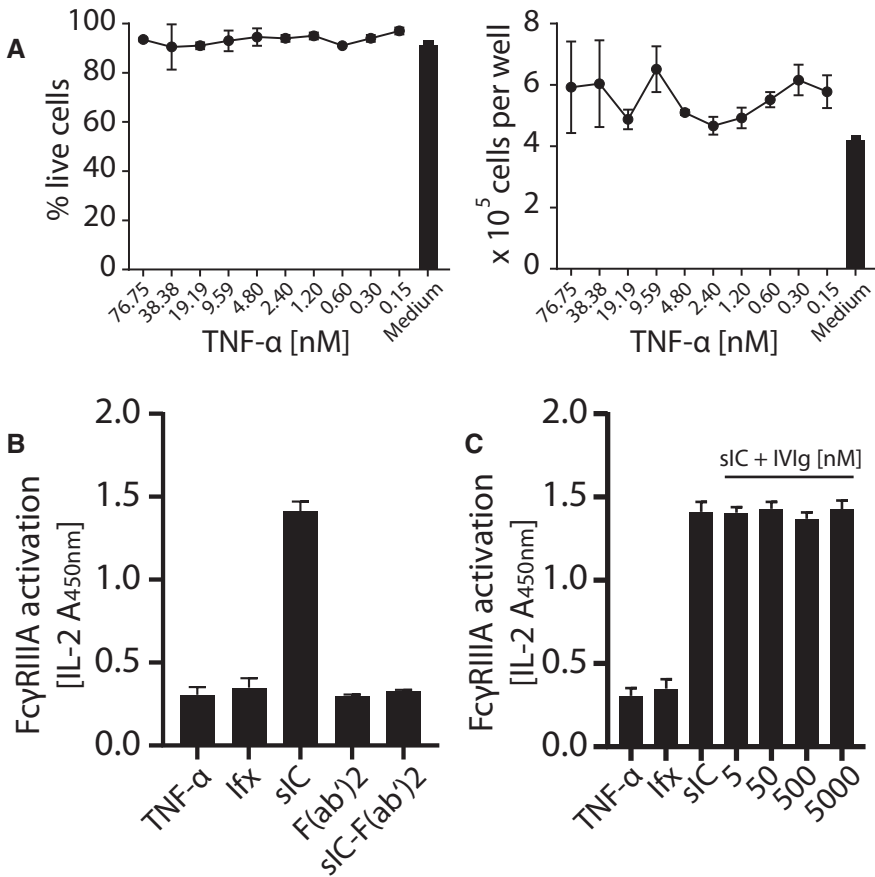 A
% live cells
100
80
60
40
20
0
76.75
38.38
19.19
9.59
4.80
2.40
1.20
0.60
0.30
0.15
Medium
TNF-α [nM]
x 10⁵ cells per well
8
6
4
2
0
76.75
38.38
19.19
9.59
4.80
2.40
1.20
0.60
0.30
0.15
Medium
TNF-α [nM]
B
FcγRIIIA activation
[IL-2 A450nm]
2.0
1.5
1.0
0.5
0.0
TNF-α
Ifx
sIC
F(ab')2
sIC-F(ab')2
C
FcγRIIIA activation
[IL-2 A450nm]
2.0
1.5
1.0
0.5
0.0
sIC + IVIg [nM]
TNF-α
Ifx
sIC
5
50
500
5000